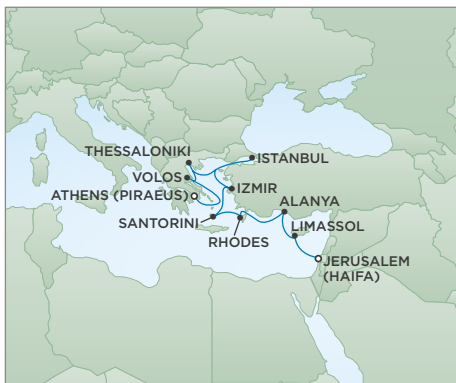 THESSALONIKI
ISTANBUL
VOLOS
ATHENS (PIRAEUS)
IZMIR
ALANYA
SANTORINI
LIMASSOL
RHODES
JERUSALEM
(HAIFA)